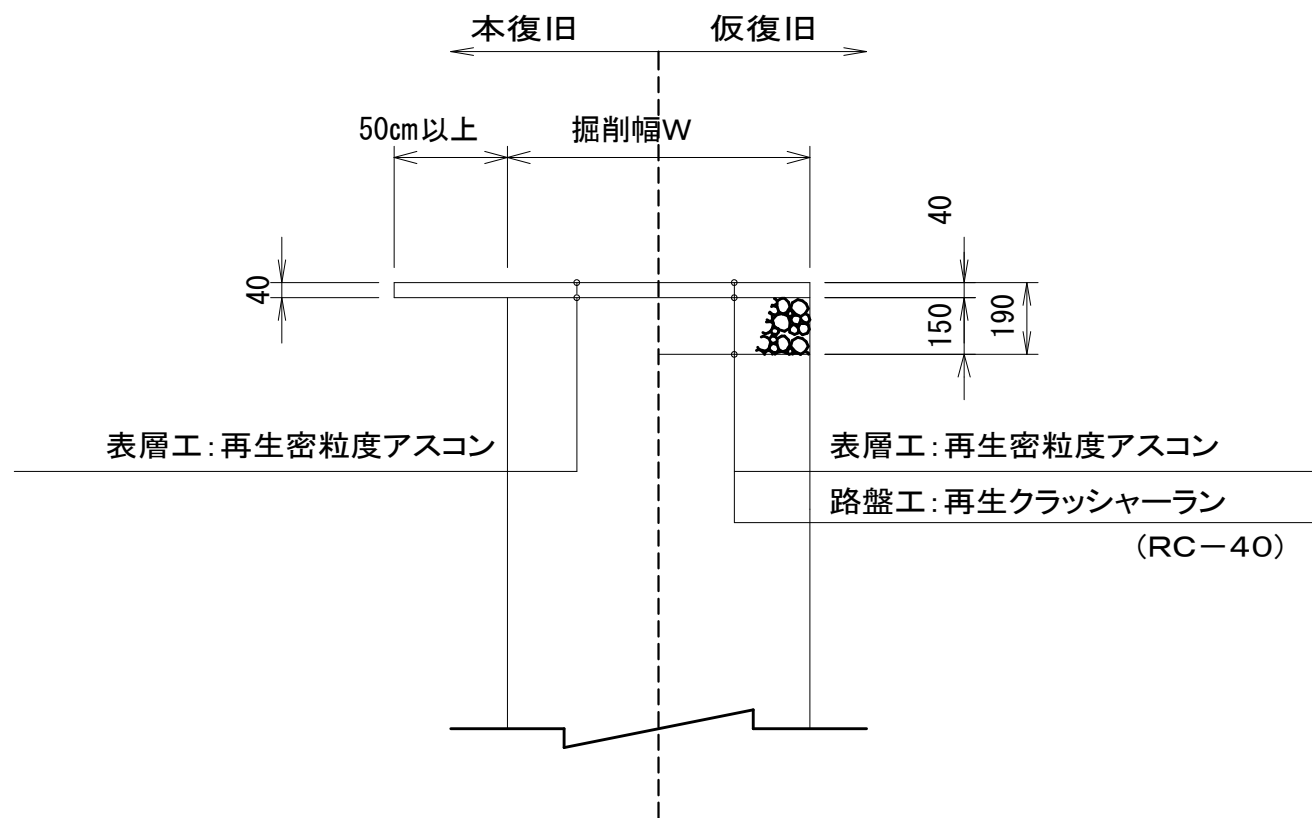 本復旧
仮復旧
50cm以上
掘削幅W
40
40
150
190
表層工：再生密粒度アスコン
表層工：再生密粒度アスコン
路盤工：再生クラッシャーラン
（RC－40）